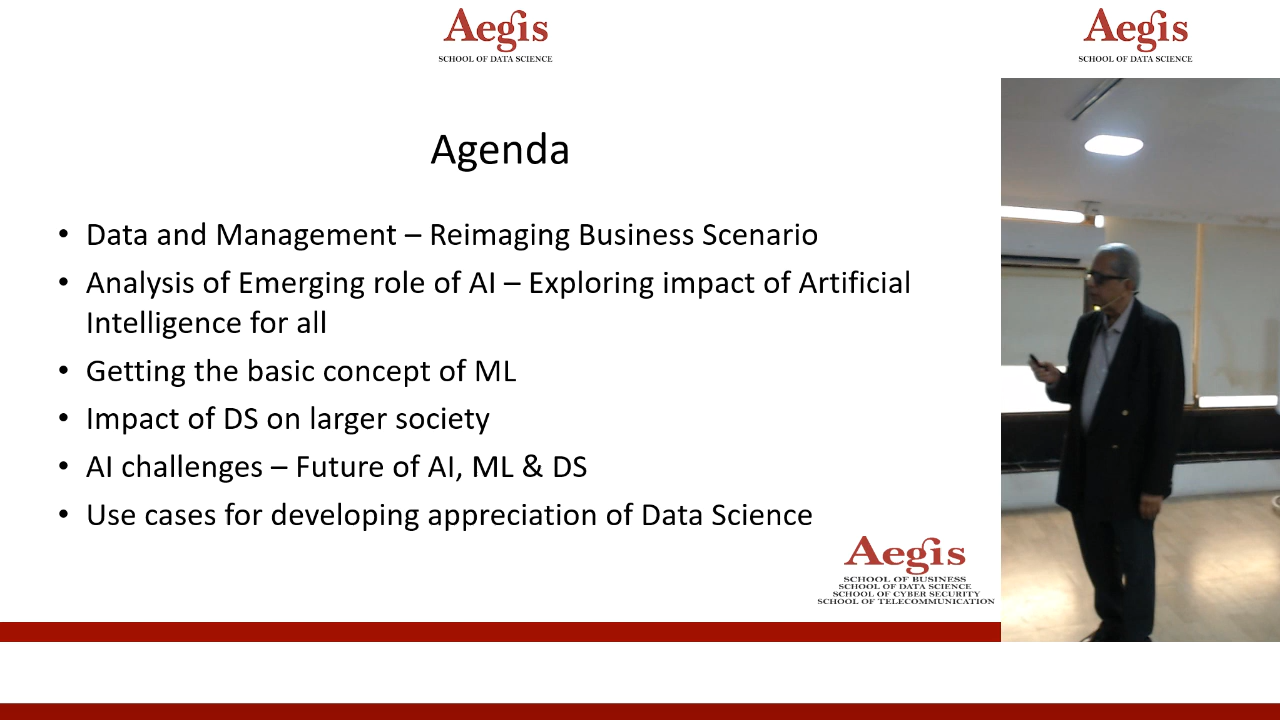 Aegis
SCHOOL OF DATA SCIENCE
Aegis
SCHOOL OF DATA SCIENCE
Agenda
• Data and Management – Reimaging Business Scenario
• Analysis of Emerging role of AI – Exploring impact of Artificial
Intelligence for all
• Getting the basic concept of ML
• Impact of DS on larger society
• AI challenges – Future of AI, ML & DS
• Use cases for developing appreciation of Data Science
Aegis
SCHOOL OF BUSINESS
SCHOOL OF DATA SCIENCE
SCHOOL OF CYBER SECURITY
SCHOOL OF TELECOMMUNICATION